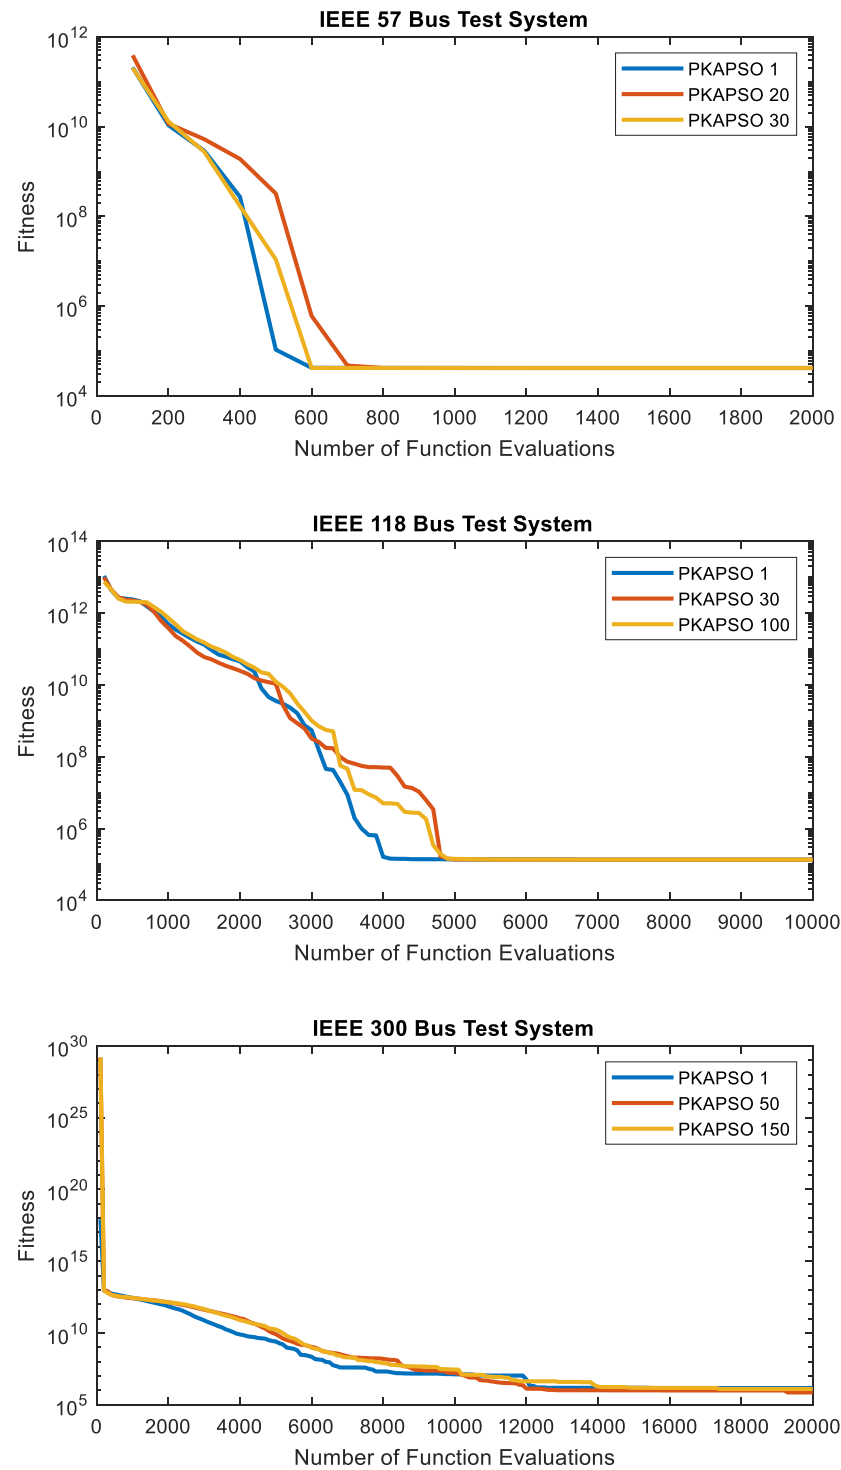 IEEE 57 Bus Test System
10^12
10^10
10^8
10^6
10^4
Fitness
PKAPSO 1
PKAPSO 20
PKAPSO 30
0 200 400 600 800 1000 1200 1400 1600 1800 2000
Number of Function Evaluations
IEEE 118 Bus Test System
10^14
10^12
10^10
10^8
10^6
10^4
Fitness
PKAPSO 1
PKAPSO 30
PKAPSO 100
0 1000 2000 3000 4000 5000 6000 7000 8000 9000 10000
Number of Function Evaluations
IEEE 300 Bus Test System
10^30
10^25
10^20
10^15
10^10
10^5
Fitness
PKAPSO 1
PKAPSO 50
PKAPSO 150
0 2000 4000 6000 8000 10000 12000 14000 16000 18000 20000
Number of Function Evaluations